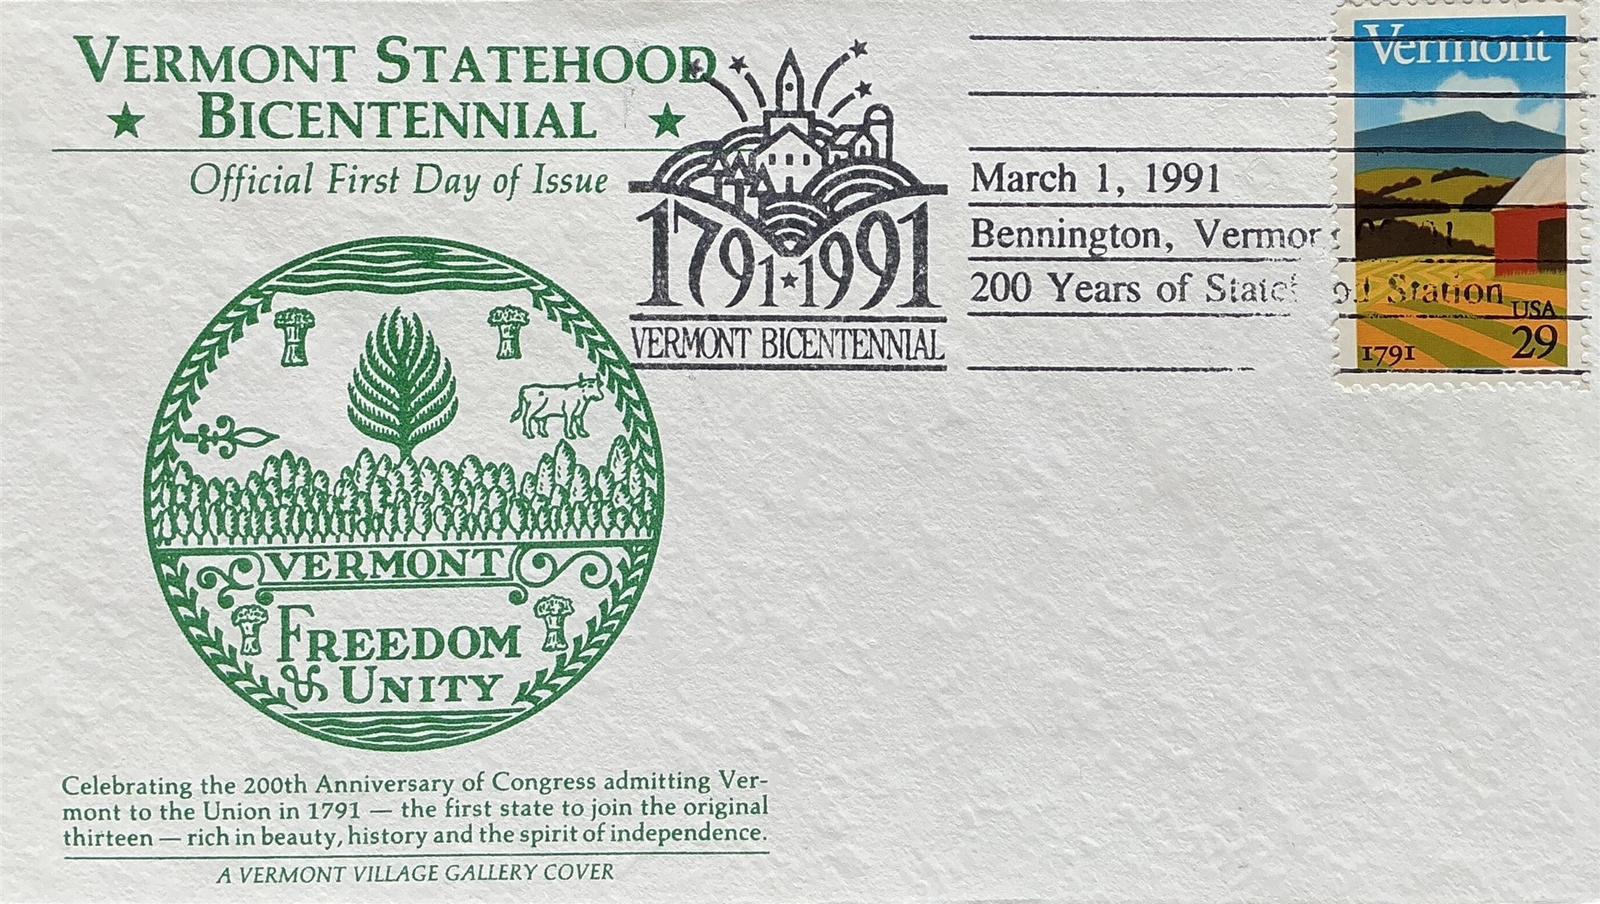 VERMONT STATEHOOD
BICENTENNIAL
Official First Day of Issue
VERMONT
FREEDOM
& UNITY
Celebrating the 200th Anniversary of Congress admitting Ver-
mont to the Union in 1791 — the first state to join the original
thirteen — rich in beauty, history and the spirit of independence.
A VERMONT VILLAGE GALLERY COVER
1791★1991
VERMONT BICENTENNIAL
March 1, 1991
Bennington, Vermont
200 Years of Statehood Station
Vermont
USA
29
1791